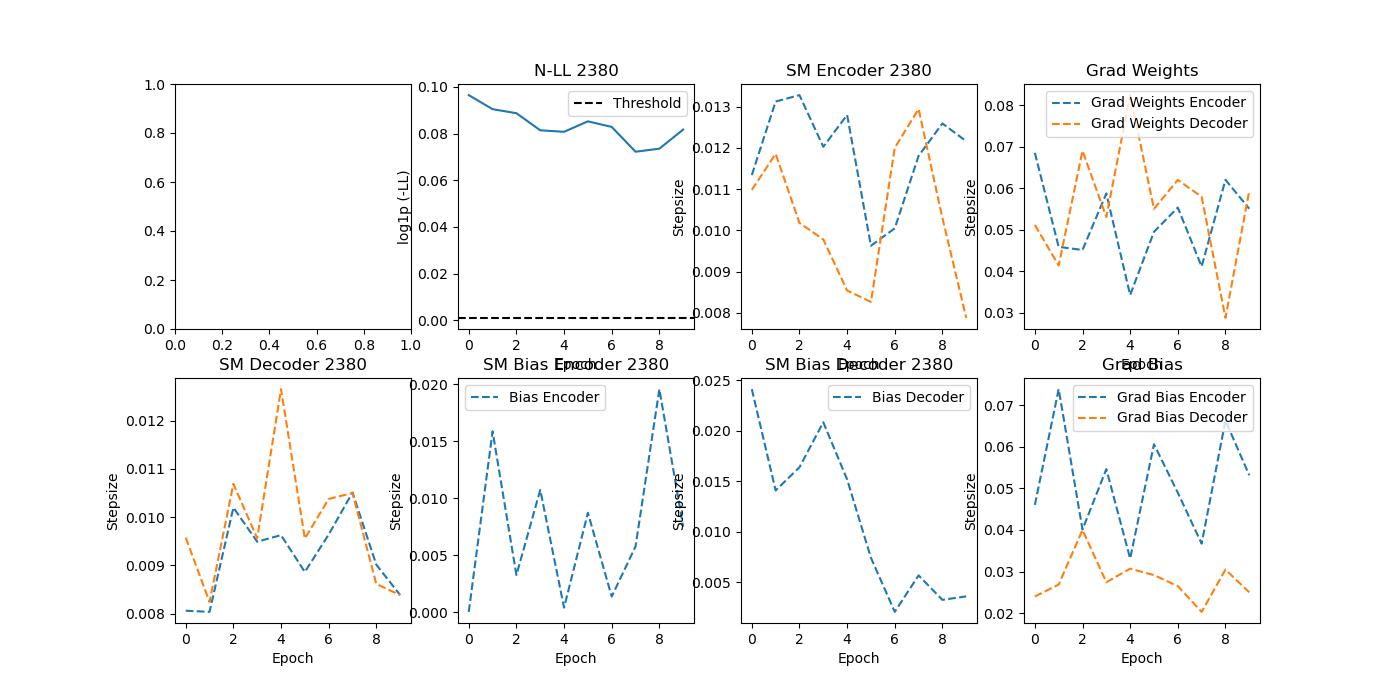 N-LL 2380
SM Encoder 2380
Grad Weights
1.0
0.8
0.6
0.4
0.2
0.0
0.0 0.2 0.4 0.6 0.8 1.0
log1p (-LL)
0.10
0.08
0.06
0.04
0.02
0.00
Threshold
0 2 4 6 8
Epoch
Stepsize
0.013
0.012
0.011
0.010
0.009
0.008
0 2 4 6 8
Epoch
Stepsize
0.08
0.07
0.06
0.05
0.04
0.03
Grad Weights Encoder
Grad Weights Decoder
0 2 4 6 8
Epoch
SM Decoder 2380
SM Bias Encoder 2380
SM Bias Decoder 2380
Grad Bias
Stepsize
0.012
0.011
0.010
0.009
0.008
0 2 4 6 8
Epoch
Stepsize
0.020
0.015
0.010
0.005
0.000
Bias Encoder
0 2 4 6 8
Epoch
Stepsize
0.025
0.020
0.015
0.010
0.005
Bias Decoder
0 2 4 6 8
Epoch
Stepsize
0.07
0.06
0.05
0.04
0.03
0.02
Grad Bias Encoder
Grad Bias Decoder
0 2 4 6 8
Epoch